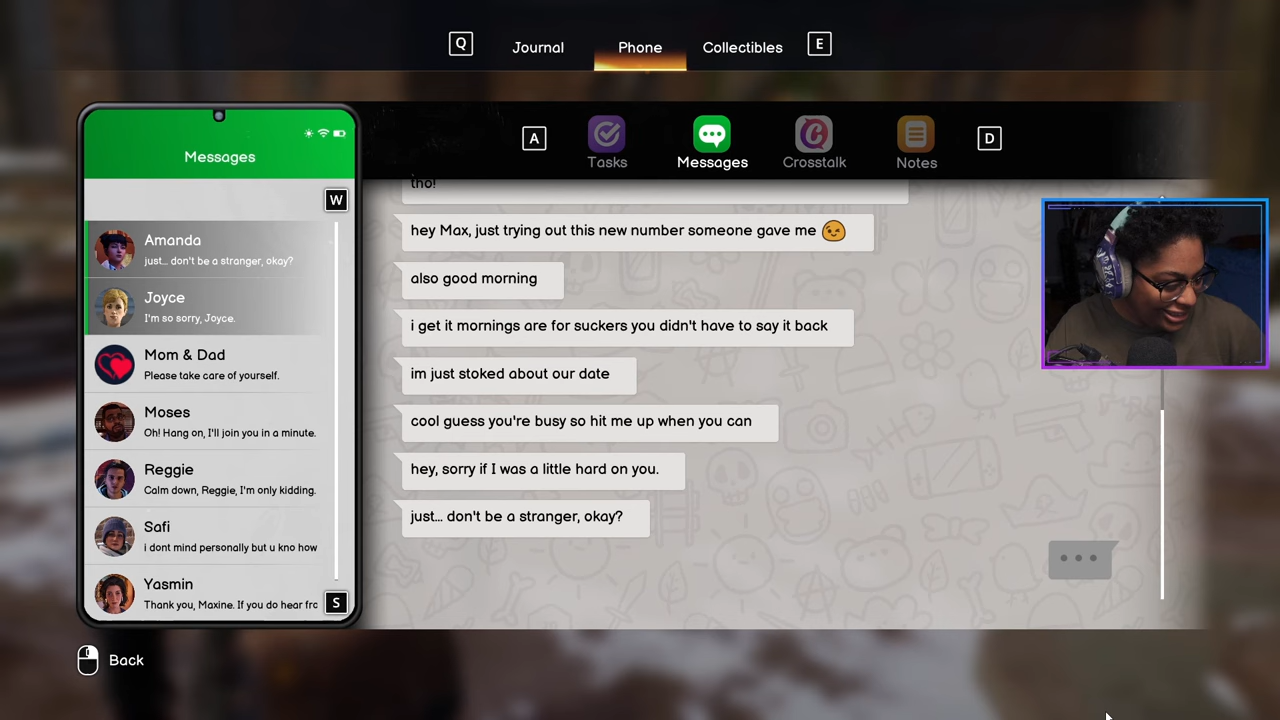 Q
Journal
Phone
Collectibles
E
Messages
A
Tasks
Messages
Crosstalk
Notes
D
W
Amanda
just... don't be a stranger, okay?
Joyce
I'm so sorry, Joyce.
Mom & Dad
Please take care of yourself.
Moses
Oh! Hang on, I'll join you in a minute.
Reggie
Calm down, Reggie, I'm only kidding.
Safi
i dont mind personally but u kno how
Yasmin
Thank you, Maxine. If you do hear fro
S
tho!
hey Max, just trying out this new number someone gave me
also good morning
i get it mornings are for suckers you didn't have to say it back
im just stoked about our date
cool guess you're busy so hit me up when you can
hey, sorry if I was a little hard on you.
just... don't be a stranger, okay?
Back